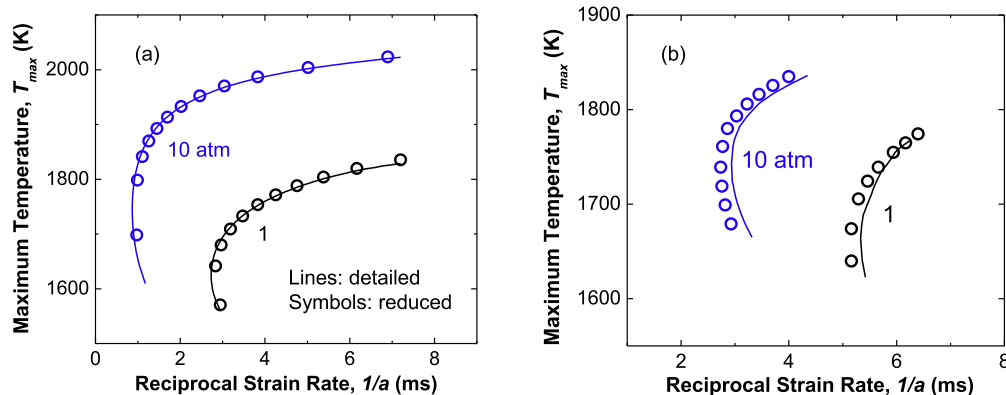 (a)
Maximum Temperature, T_max (K)
2000
1800
1600
10 atm
1
Lines: detailed
Symbols: reduced
0 2 4 6 8
Reciprocal Strain Rate, 1/a (ms)
(b)
Maximum Temperature, T_max (K)
1900
1800
1700
1600
10 atm
1
2 4 6 8
Reciprocal Strain Rate, 1/a (ms)